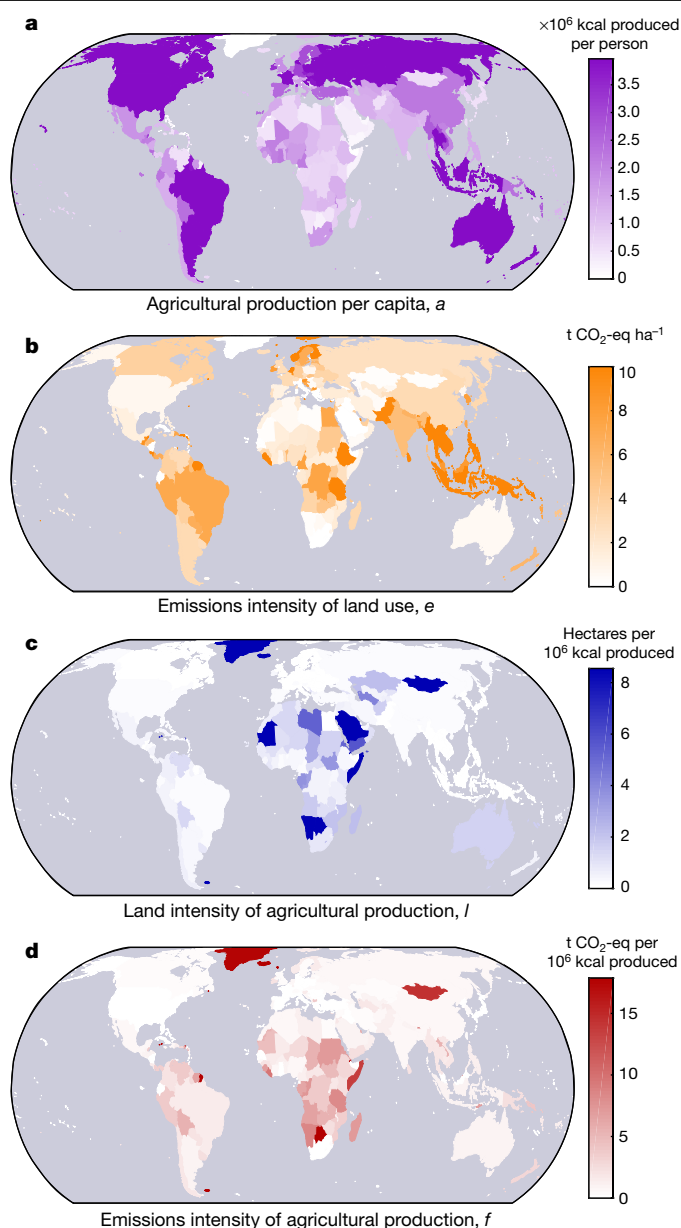 a
×10⁶ kcal produced
per person
3.5
3.0
2.5
2.0
1.5
1.0
0.5
0
Agricultural production per capita, a
b
t CO₂-eq ha⁻¹
10
8
6
4
2
0
Emissions intensity of land use, e
c
Hectares per
10⁶ kcal produced
8
6
4
2
0
Land intensity of agricultural production, l
d
t CO₂-eq per
10⁶ kcal produced
15
10
5
0
Emissions intensity of agricultural production, f